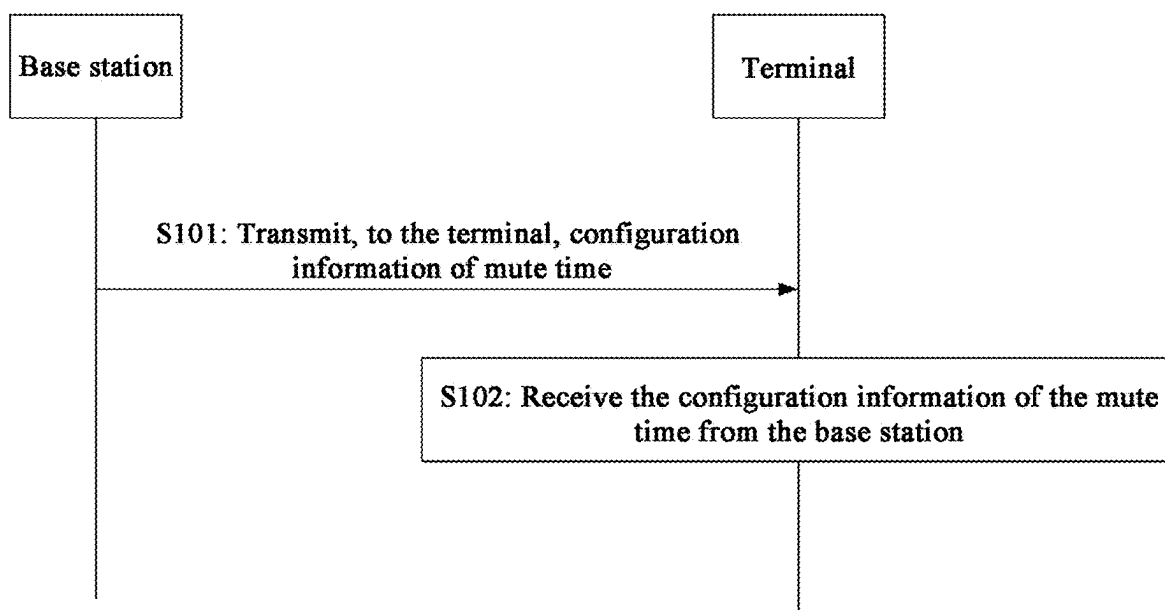 Base station
Terminal
S101: Transmit, to the terminal, configuration
information of mute time
S102: Receive the configuration information of the mute
time from the base station